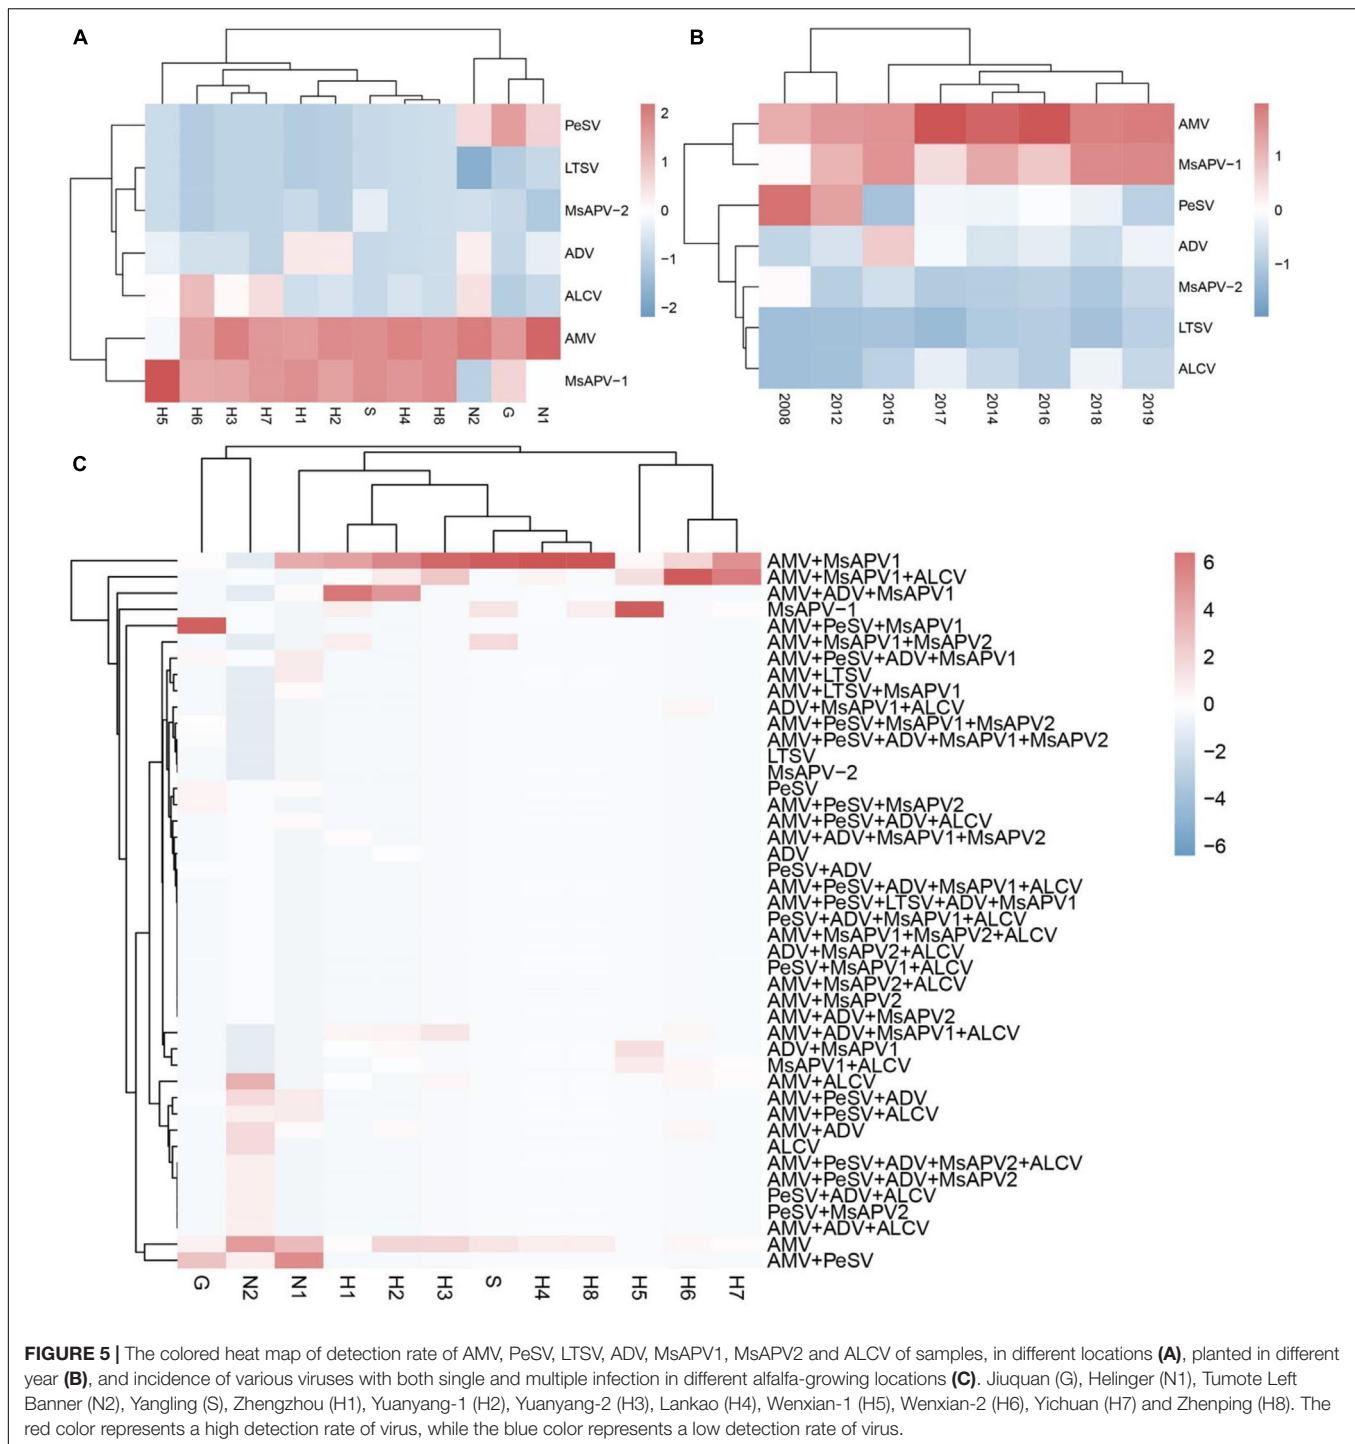 A
PeSV
LTSV
MsAPV−2
ADV
ALCV
AMV
MsAPV−1
2
1
0
−1
−2
H5 H6 H3 H7 H1 H2 S H4 H8 N2 G N1
B
AMV
MsAPV−1
PeSV
ADV
MsAPV−2
LTSV
ALCV
1
0
−1
2008 2012 2015 2017 2014 2016 2018 2019
C
AMV+MsAPV1
AMV+MsAPV1+ALCV
AMV+ADV+MsAPV1
MsAPV−1
AMV+PeSV+MsAPV1
AMV+MsAPV1+MsAPV2
AMV+PeSV+ADV+MsAPV1
AMV+LTSV
AMV+LTSV+MsAPV1
ADV+MsAPV1+ALCV
AMV+PeSV+MsAPV1+MsAPV2
AMV+PeSV+ADV+MsAPV1+MsAPV2
LTSV
MsAPV−2
PeSV
AMV+PeSV+MsAPV2
AMV+PeSV+ADV+ALCV
AMV+ADV+MsAPV1+MsAPV2
ADV
PeSV+ADV
AMV+PeSV+ADV+MsAPV1+ALCV
AMV+PeSV+LTSV+ADV+MsAPV1
PeSV+ADV+MsAPV1+ALCV
AMV+MsAPV1+MsAPV2+ALCV
ADV+MsAPV2+ALCV
PeSV+MsAPV1+ALCV
AMV+MsAPV2+ALCV
AMV+MsAPV2
AMV+ADV+MsAPV2
AMV+ADV+MsAPV1+ALCV
ADV+MsAPV1
MsAPV1+ALCV
AMV+ALCV
AMV+PeSV+ADV
AMV+PeSV+ALCV
AMV+ADV
ALCV
AMV+PeSV+ADV+MsAPV2+ALCV
AMV+PeSV+ADV+MsAPV2
PeSV+ADV+ALCV
PeSV+MsAPV2
AMV+ADV+ALCV
AMV
AMV+PeSV
6
4
2
0
−2
−4
−6
G N2 N1 H1 H2 H3 S H4 H8 H5 H6 H7
FIGURE 5 | The colored heat map of detection rate of AMV, PeSV, LTSV, ADV, MsAPV1, MsAPV2 and ALCV of samples, in different locations (A), planted in different
year (B), and incidence of various viruses with both single and multiple infection in different alfalfa-growing locations (C). Jiuquan (G), Helinger (N1), Tumote Left
Banner (N2), Yangling (S), Zhengzhou (H1), Yuanyang-1 (H2), Yuanyang-2 (H3), Lankao (H4), Wenxian-1 (H5), Wenxian-2 (H6), Yichuan (H7) and Zhenping (H8). The
red color represents a high detection rate of virus, while the blue color represents a low detection rate of virus.